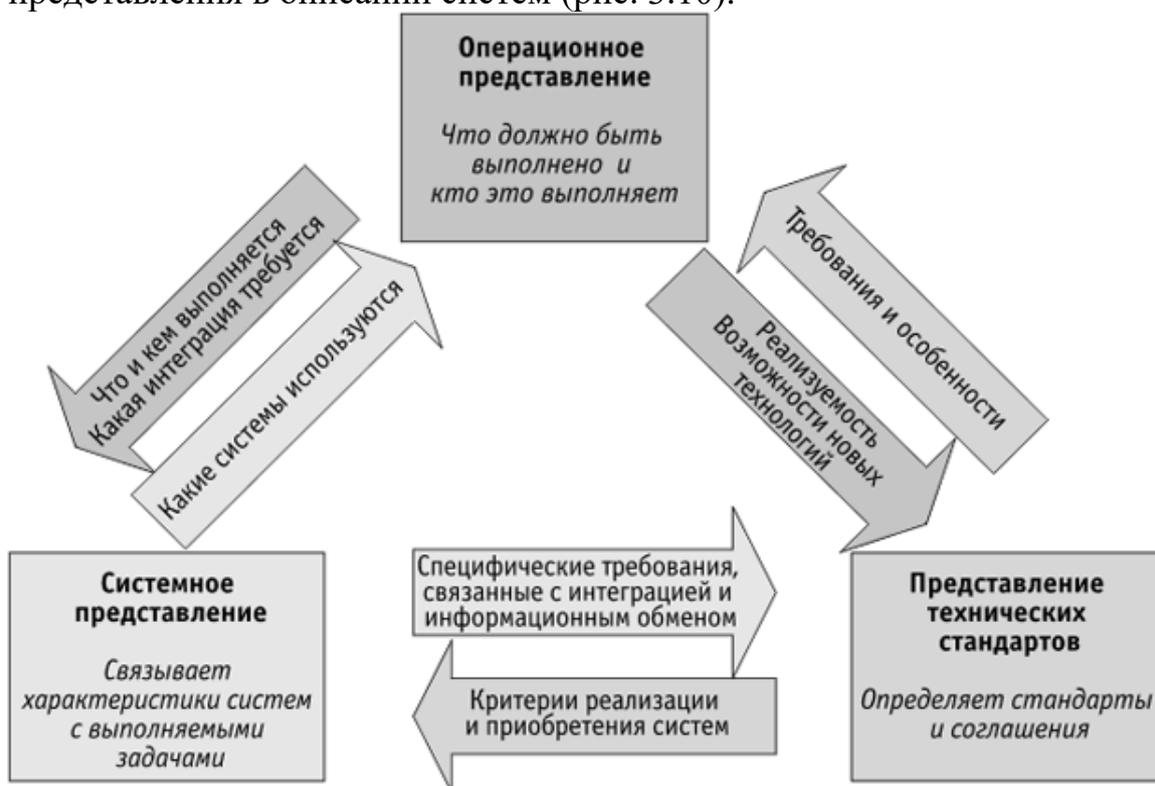 представления в описании систем (рис. 3.10).
Операционное
представление
Что должно быть
выполнено и
кто это выполняет
Что и кем выполняется
Какая интеграция требуется
Какие системы используются
Требования и особенности
Реализуемость
Возможности новых
технологий
Системное
представление
Связывает
характеристики систем
с выполняемыми
задачами
Специфические требования,
связанные с интеграцией и
информационным обменом
Критерии реализации
и приобретения систем
Представление
технических
стандартов
Определяет стандарты
и соглашения